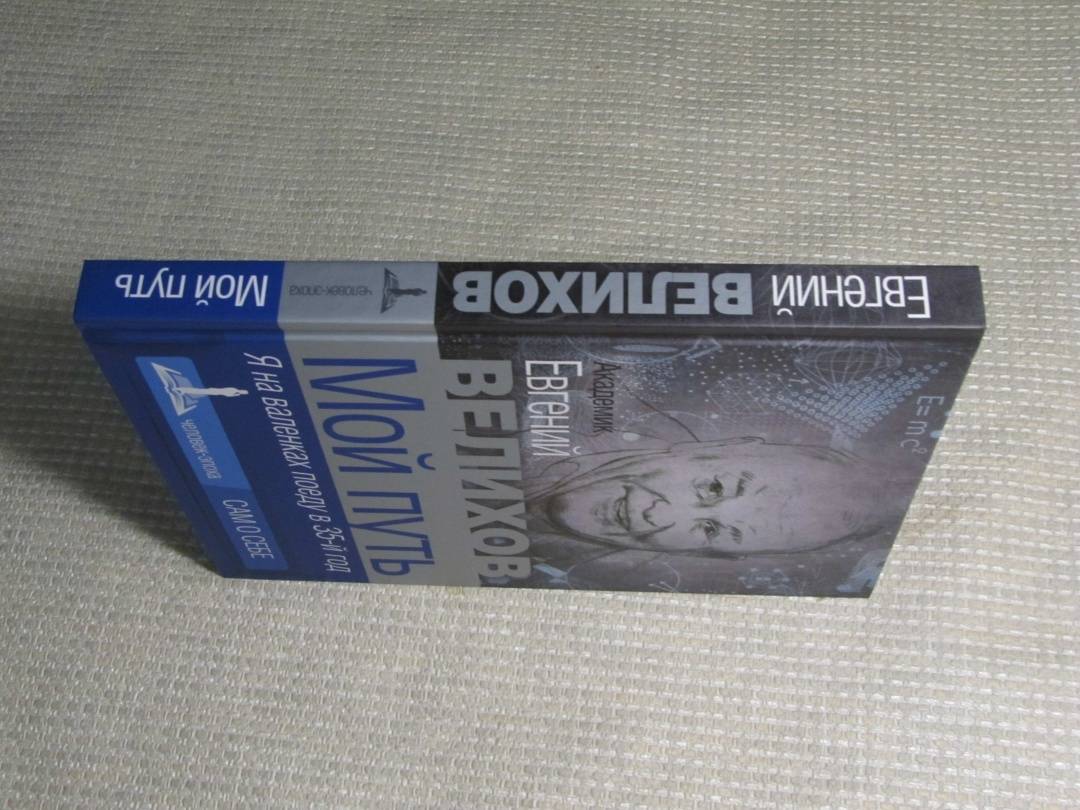 Евгений
ВЕЛИХОВ
человек-эпоха
Мой путь
E=mc²
Академик
Евгений
ВЕЛИХОВ
Мой путь
Я на валенках поеду в 35-й год
человек-эпоха
САМ О СЕБЕ